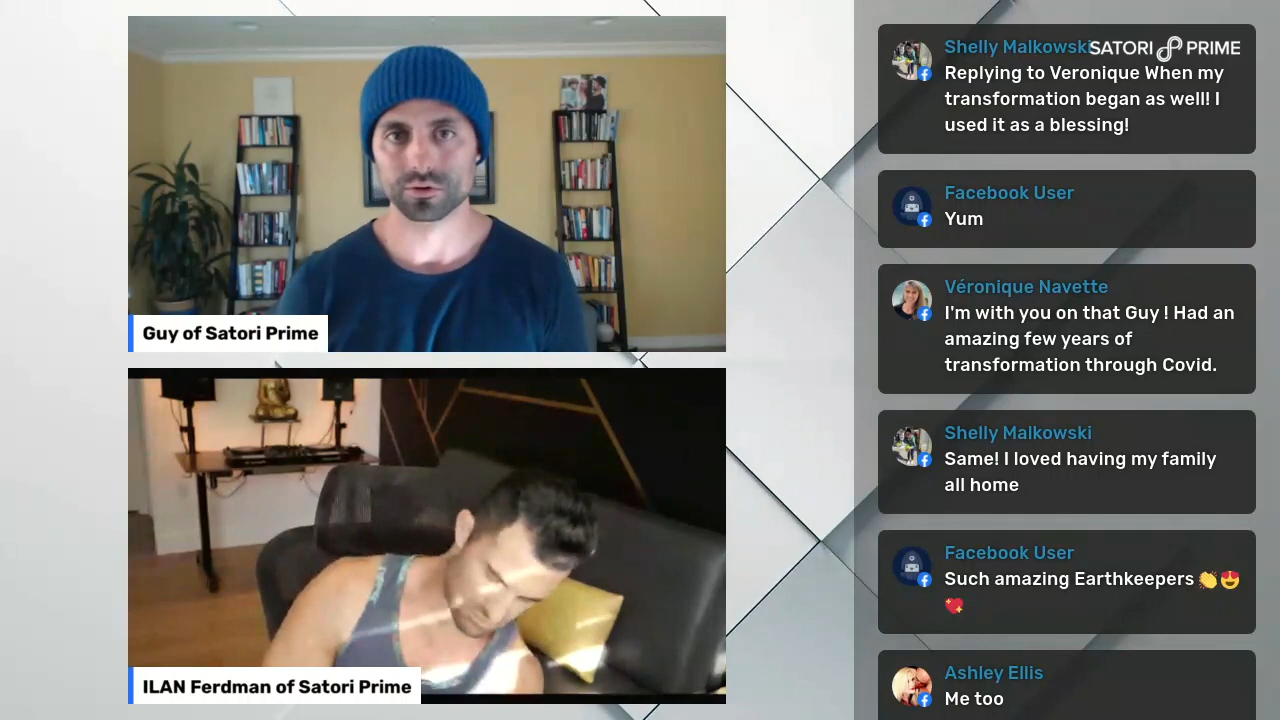 Guy of Satori Prime
ILAN Ferdman of Satori Prime
SATORI PRIME
Shelly Malkowski
Replying to Veronique When my
transformation began as well! I
used it as a blessing!
Facebook User
Yum
Véronique Navette
I'm with you on that Guy ! Had an
amazing few years of
transformation through Covid.
Shelly Malkowski
Same! I loved having my family
all home
Facebook User
Such amazing Earthkeepers 👏😍
💖
Ashley Ellis
Me too